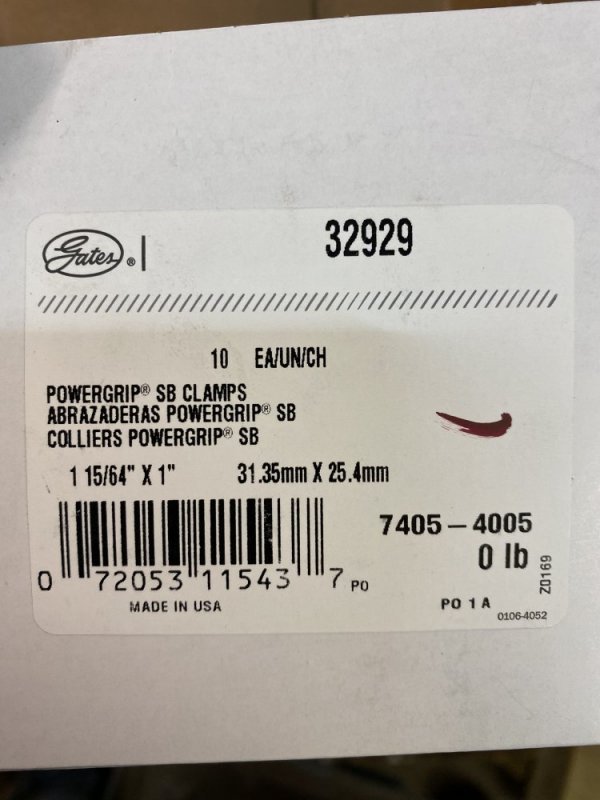 Gates® 32929
10 EA/UN/CH
POWERGRIP® SB CLAMPS
ABRAZADERAS POWERGRIP® SB
COLLIERS POWERGRIP® SB
1 15/64" X 1" 31.35mm X 25.4mm
7405-4005
0 lb
0 72053 11543 7 PO
MADE IN USA
PO 1 A
0106-4052
Z0169